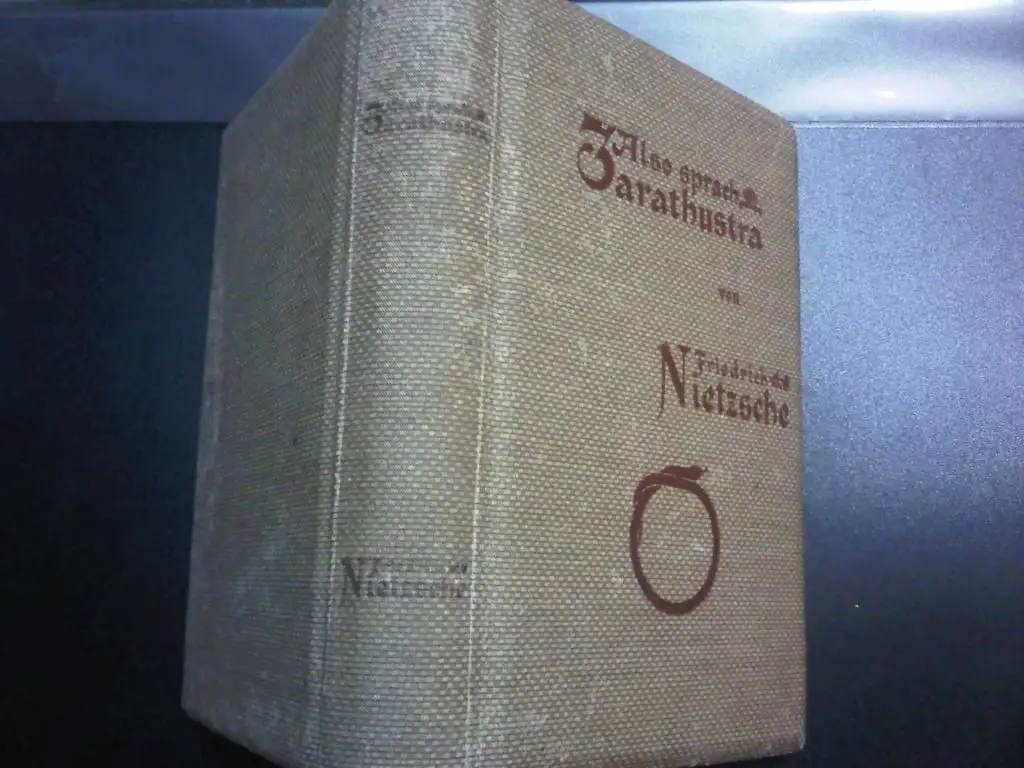 Also sprach
Zarathustra
von
Friedrich
Nietzsche
Also sprach
Zarathustra
Friedrich
Nietzsche